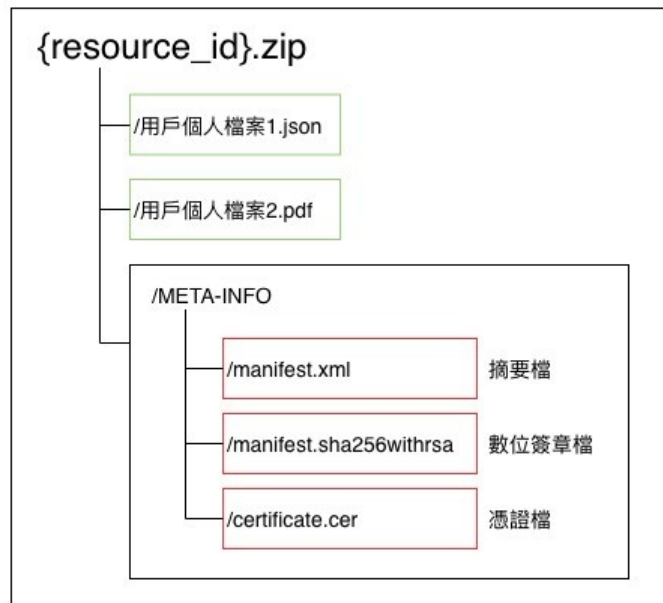 {resource_id}.zip
/用戶個人檔案1.json
/用戶個人檔案2.pdf
/META-INFO
/manifest.xml 摘要檔
/manifest.sha256withrsa 數位簽章檔
/certificate.cer 憑證檔